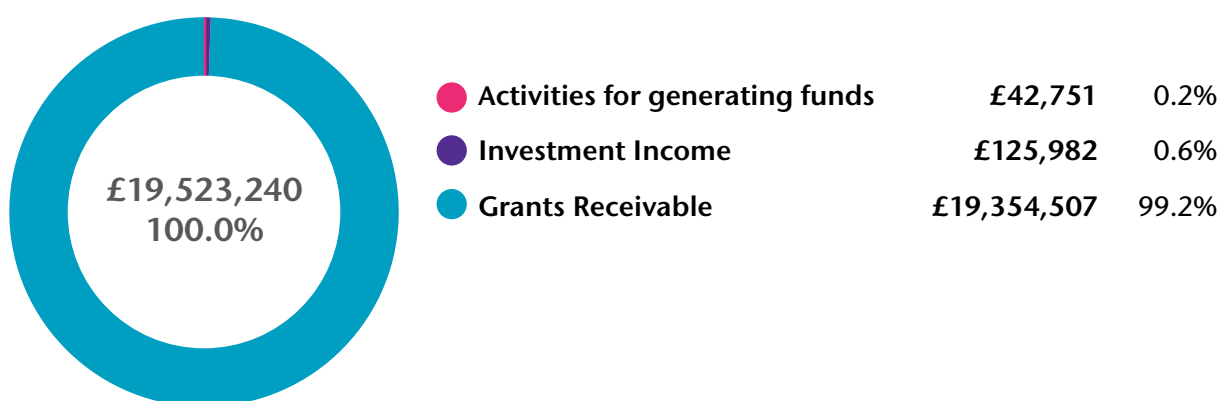 £19,523,240
100.0%
Activities for generating funds £42,751 0.2%
Investment Income £125,982 0.6%
Grants Receivable £19,354,507 99.2%